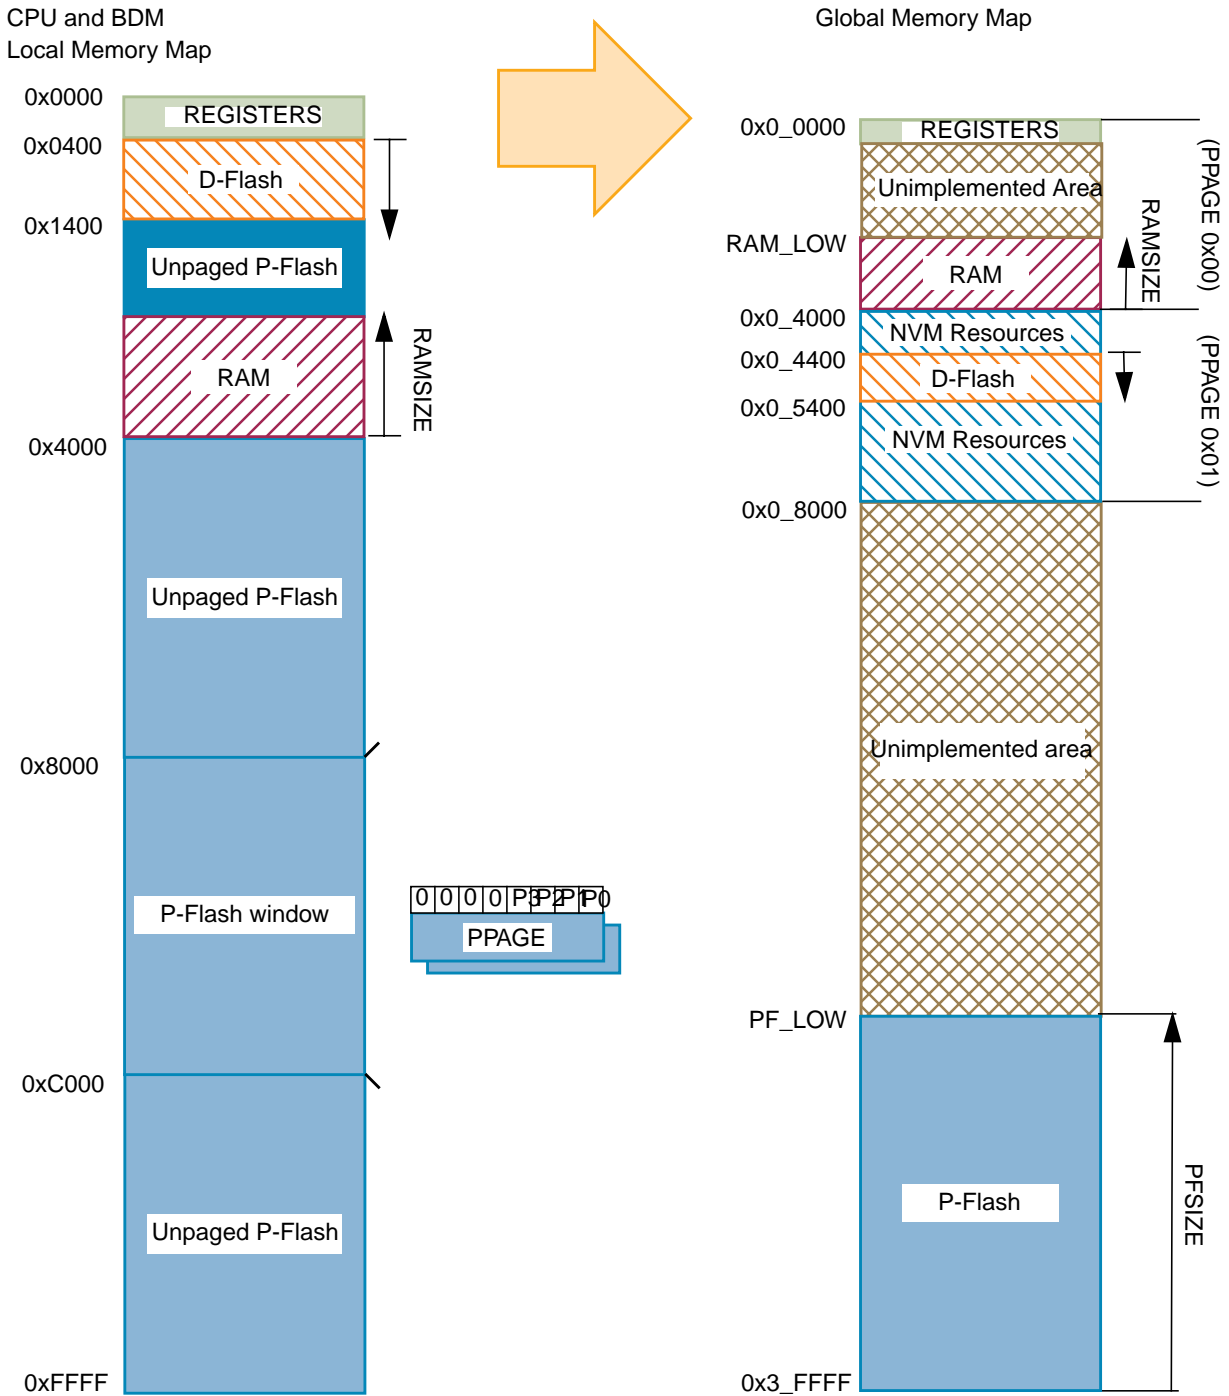 CPU and BDM
Local Memory Map
Global Memory Map
0x0000
REGISTERS
0x0400
D-Flash
0x1400
Unpaged P-Flash
RAM
RAMSIZE
0x4000
Unpaged P-Flash
0x8000
P-Flash window
0 0 0 0 P3 P2 P1 P0
PPAGE
0xC000
Unpaged P-Flash
0xFFFF
0x0_0000
REGISTERS
Unimplemented Area
(PPAGE 0x00)
RAM_LOW
RAM
RAMSIZE
0x0_4000
NVM Resources
0x0_4400
D-Flash
(PPAGE 0x01)
0x0_5400
NVM Resources
0x0_8000
Unimplemented area
PF_LOW
P-Flash
PFSIZE
0x3_FFFF